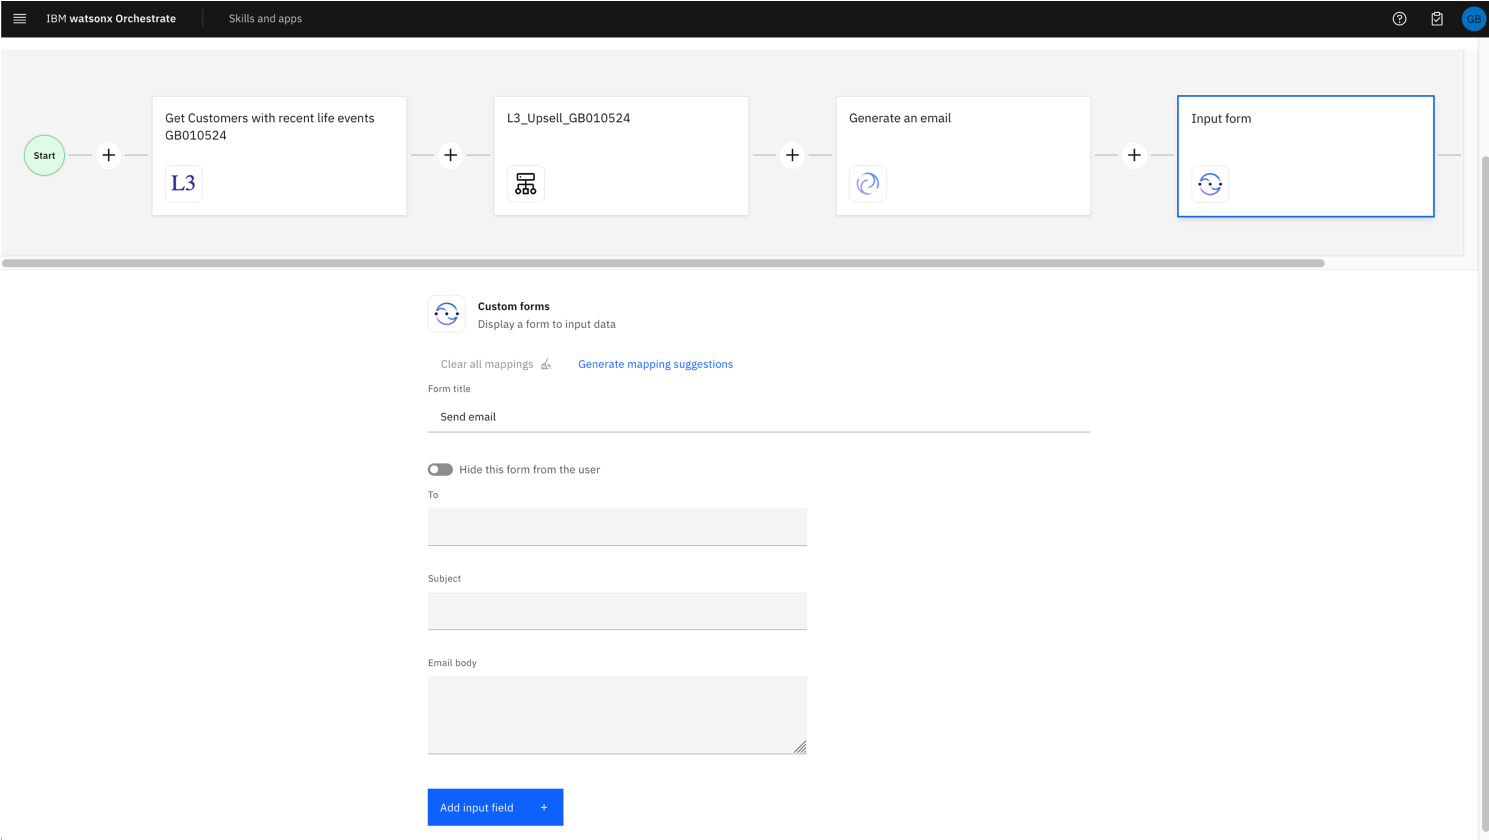 IBM watsonx Orchestrate
Skills and apps
GB
Start
Get Customers with recent life events
GB010524
L3
L3_Upsell_GB010524
Generate an email
Input form
Custom forms
Display a form to input data
Clear all mappings
Generate mapping suggestions
Form title
Send email
Hide this form from the user
To
Subject
Email body
Add input field +